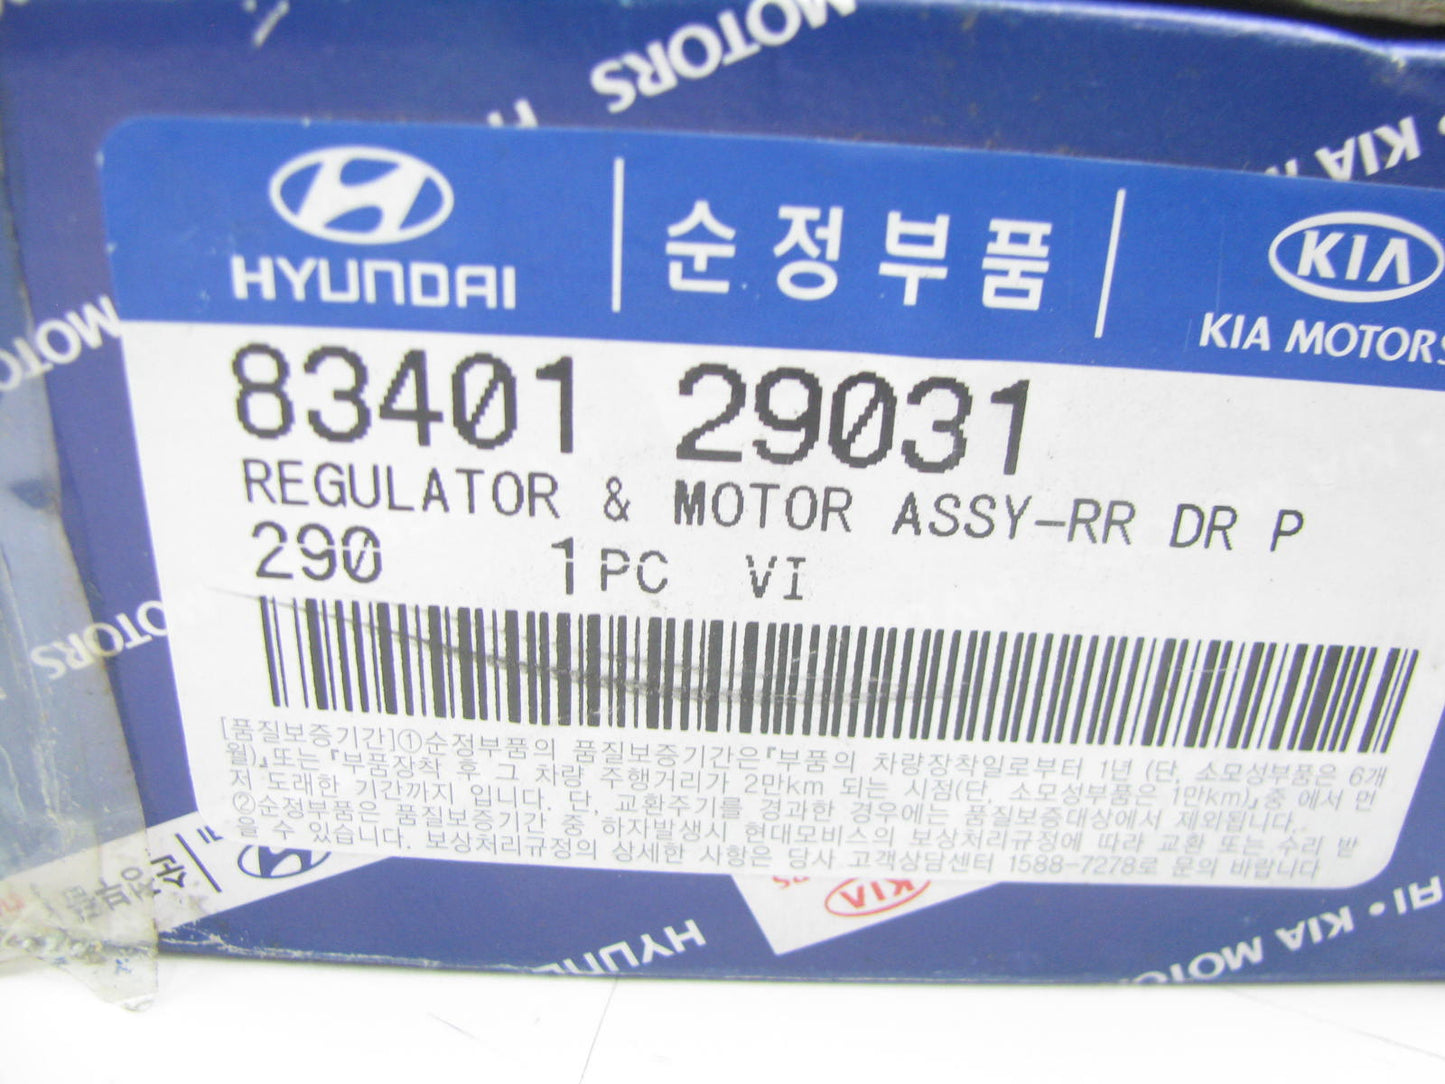 MOTORS
KIA
HYUNDAI
순정부품
KIA
KIA MOTORS
83401 29031
REGULATOR & MOTOR ASSY-RR DR P
290 1PC VI
MOTORS
[품질보증기간]①순정부품의 품질보증기간은『부품의 차량장착일로부터 1년 (단, 소모성부품은 6개
월)』또는『부품장착 후 그 차량 주행거리가 2만km 되는 시점(단, 소모성부품은 1만km)』중 에서 먼
저 도래한 기간까지 입니다. 단, 교환주기를 경과한 경우에는 품질보증대상에서 제외됩니다.
②순정부품은 품질보증기간 중 하자발생시 현대모비스의 보상처리규정에 따라 교환 또는 수리 받
을 수 있습니다. 보상처리규정의 상세한 사항은 당사 고객상담센터 1588-7278로 문의 바랍니다
KIA
HYUNDAI
AI • KIA MOTORS